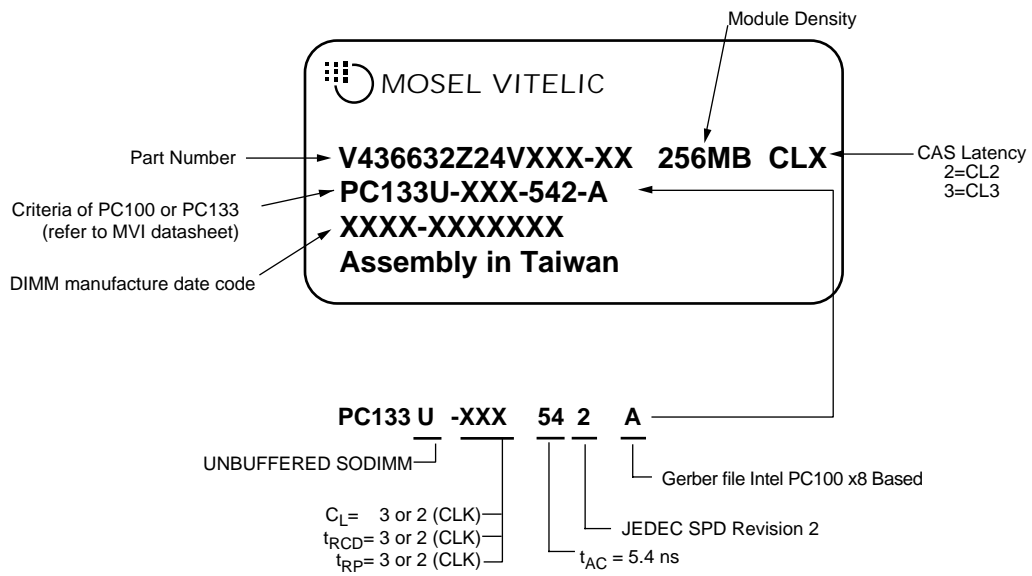 Module Density
MOSEL VITELIC
Part Number
V436632Z24VXXX-XX 256MB CLX
CAS Latency
2=CL2
3=CL3
Criteria of PC100 or PC133
(refer to MVI datasheet)
PC133U-XXX-542-A
XXXX-XXXXXXX
DIMM manufacture date code
Assembly in Taiwan
PC133 U -XXX 54 2 A
UNBUFFERED SODIMM
Gerber file Intel PC100 x8 Based
CL= 3 or 2 (CLK)
tRCD= 3 or 2 (CLK)
tRP= 3 or 2 (CLK)
JEDEC SPD Revision 2
tAC = 5.4 ns